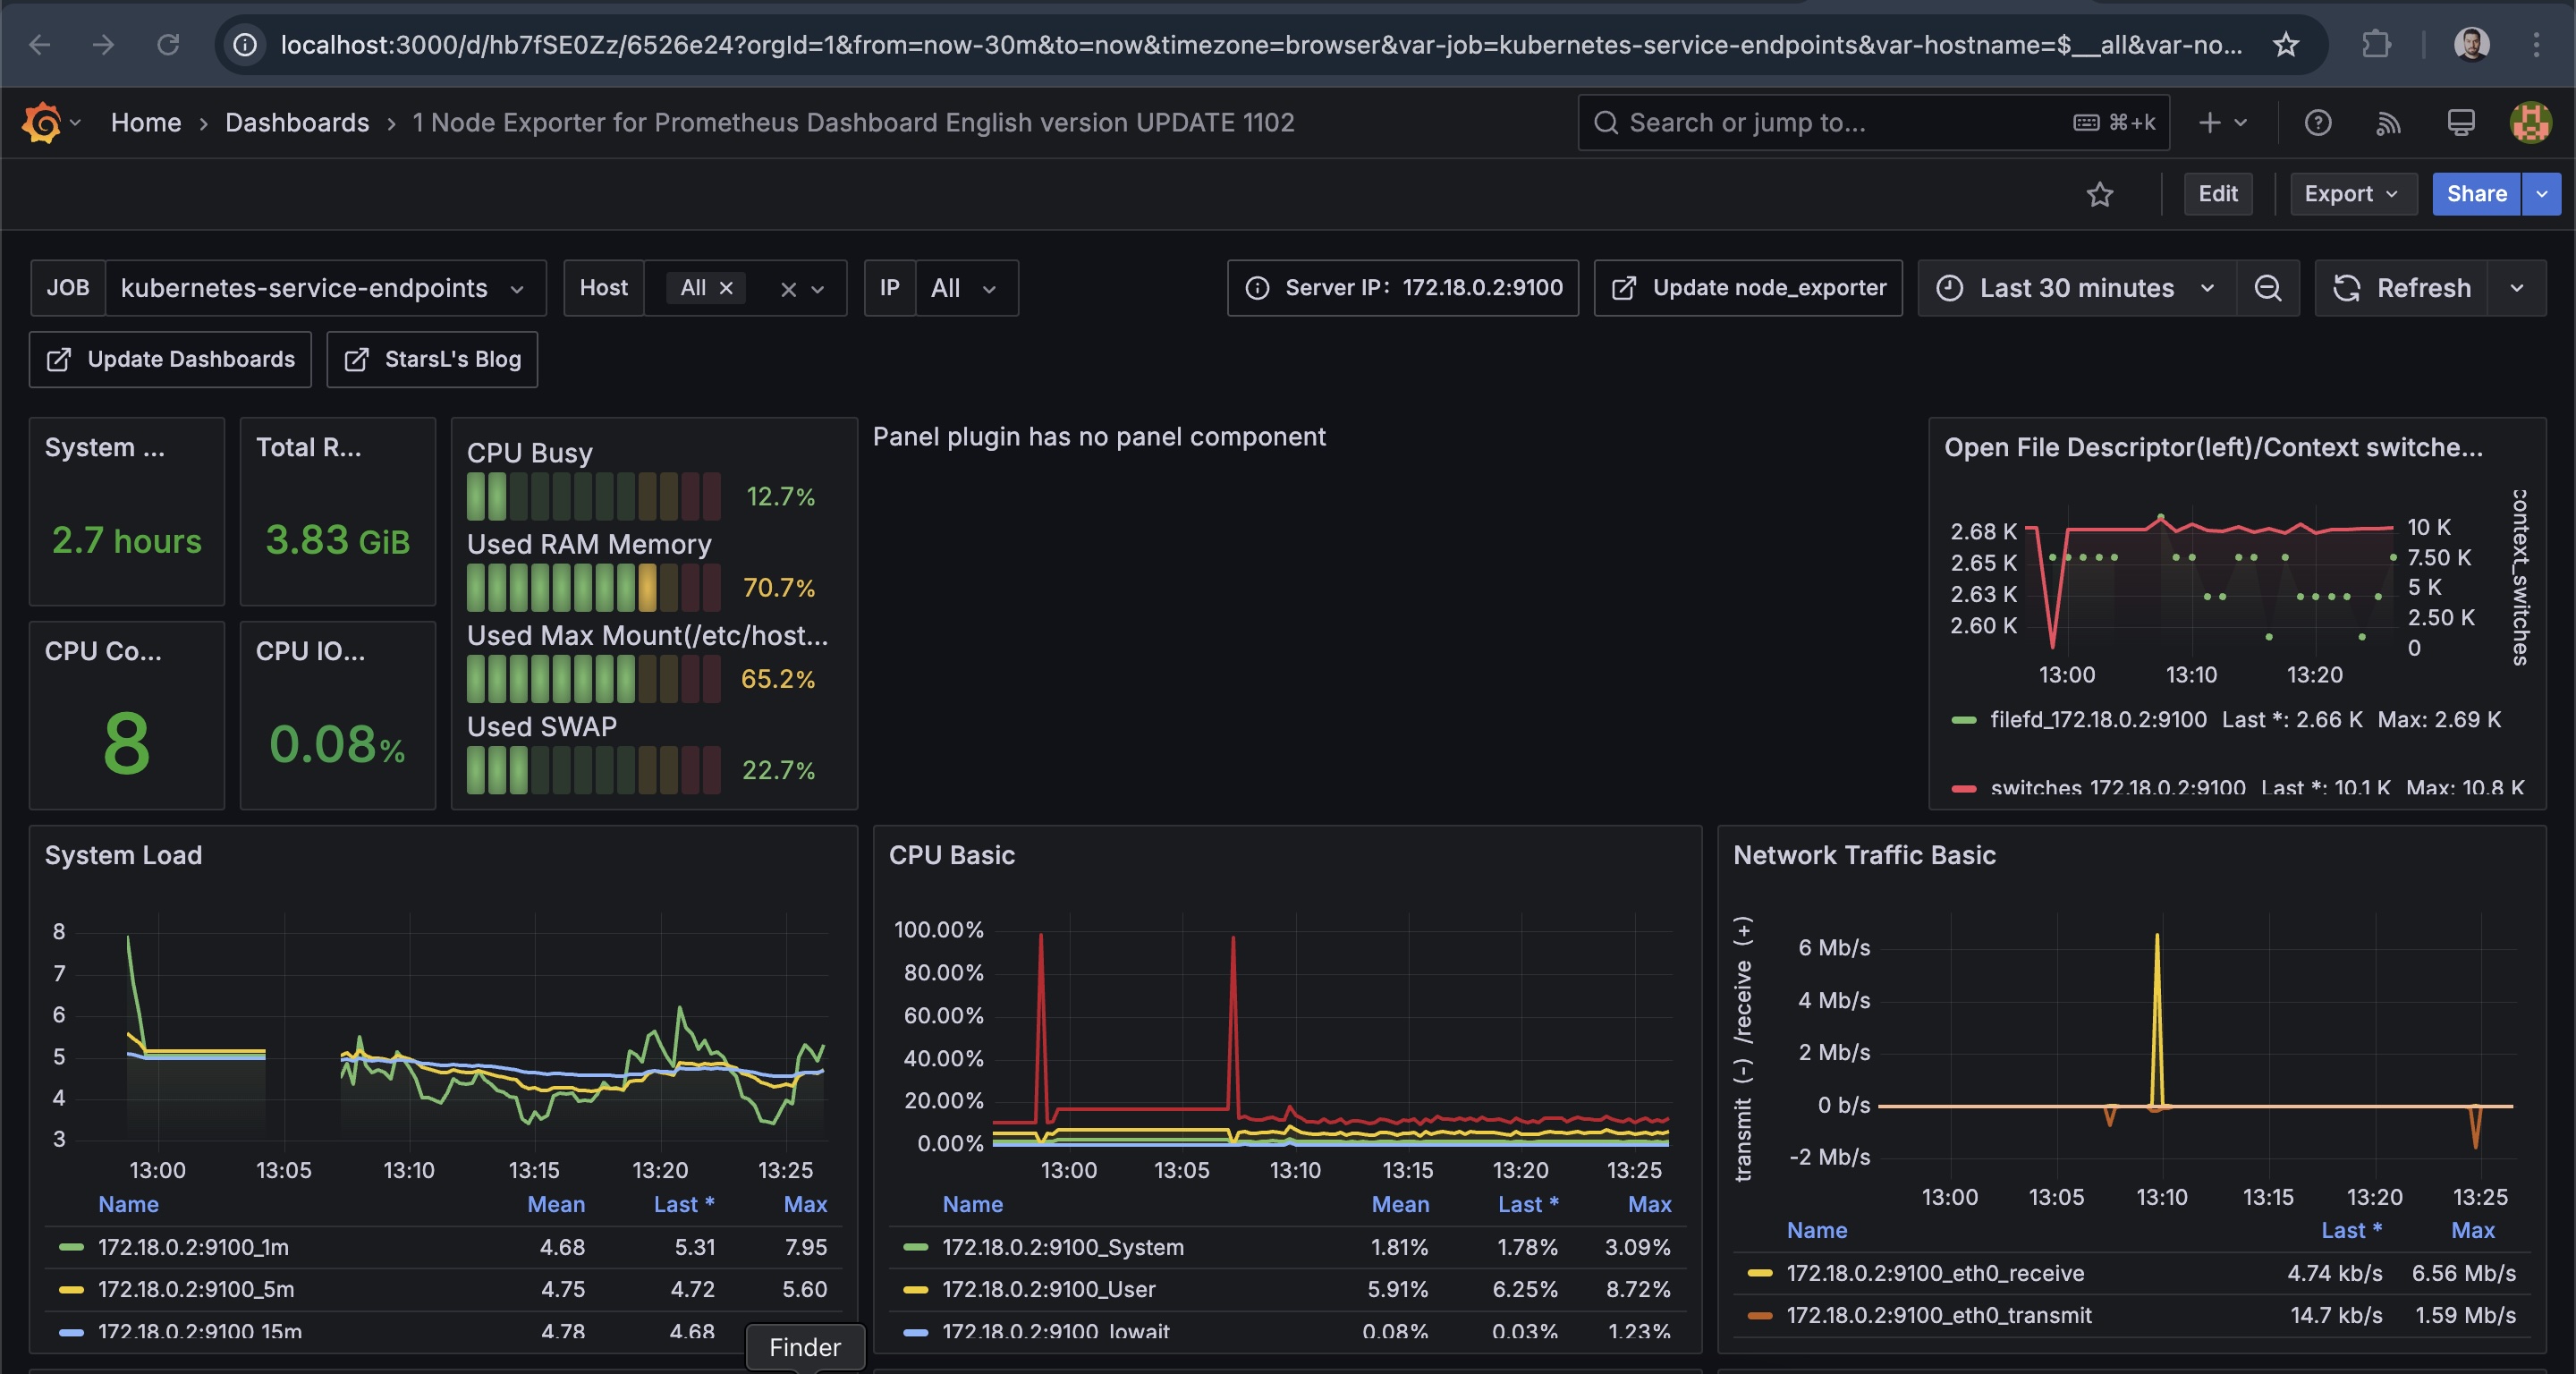 localhost:3000/d/hb7fSE0Zz/6526e24?orgId=1&from=now-30m&to=now&timezone=browser&var-job=kubernetes-service-endpoints&var-hostname=$__all&var-no...
Home › Dashboards › 1 Node Exporter for Prometheus Dashboard English version UPDATE 1102
Search or jump to... ⌘+k
Edit Export Share
JOB kubernetes-service-endpoints Host All IP All Server IP: 172.18.0.2:9100 Update node_exporter Last 30 minutes Refresh
Update Dashboards StarsL's Blog
System ...
2.7 hours
Total R...
3.83 GiB
CPU Co...
8
CPU IO...
0.08%
CPU Busy
12.7%
Used RAM Memory
70.7%
Used Max Mount(/etc/host...
65.2%
Used SWAP
22.7%
Panel plugin has no panel component
Open File Descriptor(left)/Context switche...
2.68 K
2.65 K
2.63 K
2.60 K
10 K
7.50 K
5 K
2.50 K
0
context_switches
13:00 13:10 13:20
filefd_172.18.0.2:9100 Last *: 2.66 K Max: 2.69 K
switches 172.18.0.2:9100 Last *: 10.1 K Max: 10.8 K
System Load
8
7
6
5
4
3
13:00 13:05 13:10 13:15 13:20 13:25
Name Mean Last * Max
172.18.0.2:9100_1m 4.68 5.31 7.95
172.18.0.2:9100_5m 4.75 4.72 5.60
172.18.0.2:9100 15m 4.78 4.68
Finder
CPU Basic
100.00%
80.00%
60.00%
40.00%
20.00%
0.00%
13:00 13:05 13:10 13:15 13:20 13:25
Name Mean Last * Max
172.18.0.2:9100_System 1.81% 1.78% 3.09%
172.18.0.2:9100_User 5.91% 6.25% 8.72%
172.18.0.2:9100 Iowait 0.08% 0.03% 1.23%
Network Traffic Basic
transmit (-) /receive (+)
6 Mb/s
4 Mb/s
2 Mb/s
0 b/s
-2 Mb/s
13:00 13:05 13:10 13:15 13:20 13:25
Name Last * Max
172.18.0.2:9100_eth0_receive 4.74 kb/s 6.56 Mb/s
172.18.0.2:9100_eth0_transmit 14.7 kb/s 1.59 Mb/s